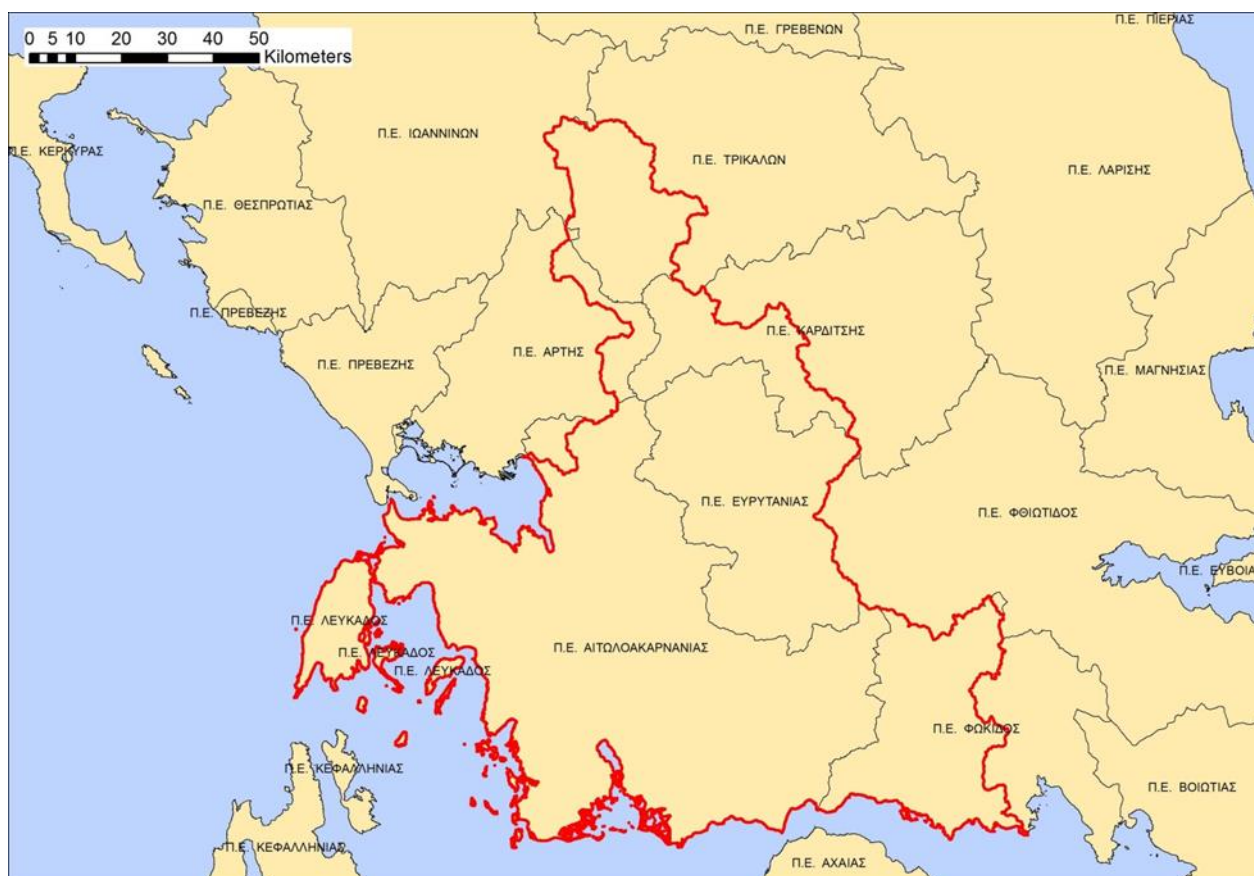 0 5 10 20 30 40 50
Kilometers
Π.Ε. ΠΙΕΡΙΑΣ
Π.Ε. ΓΡΕΒΕΝΩΝ
Π.Ε. ΙΩΑΝΝΙΝΩΝ
Π.Ε. ΚΕΡΚΥΡΑΣ
Π.Ε. ΤΡΙΚΑΛΩΝ
Π.Ε. ΛΑΡΙΣΗΣ
Π.Ε. ΘΕΣΠΡΩΤΙΑΣ
Π.Ε. ΠΡΕΒΕΖΗΣ
Π.Ε. ΚΑΡΔΙΤΣΗΣ
Π.Ε. ΑΡΤΗΣ
Π.Ε. ΠΡΕΒΕΖΗΣ
Π.Ε. ΜΑΓΝΗΣΙΑΣ
Π.Ε. ΕΥΡΥΤΑΝΙΑΣ
Π.Ε. ΦΘΙΩΤΙΔΟΣ
Π.Ε. ΕΥΒΟΙΑ
Π.Ε. ΛΕΥΚΑΔΟΣ
Π.Ε. ΑΙΤΩΛΟΑΚΑΡΝΑΝΙΑΣ
Π.Ε. ΛΕΥΚΑΔΟΣ
Π.Ε. ΛΕΥΚΑΔΟΣ
Π.Ε. ΦΩΚΙΔΟΣ
Π.Ε. ΚΕΦΑΛΛΗΝΙΑΣ
Π.Ε. ΒΟΙΩΤΙΑΣ
Π.Ε. ΚΕΦΑΛΛΗΝΙΑΣ
Π.Ε. ΑΧΑΙΑΣ